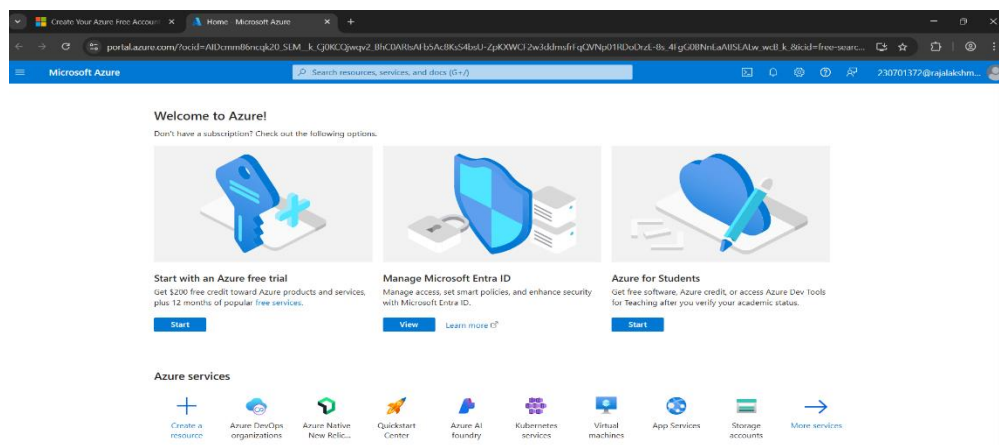 Create Your Azure Free Accoun
Home - Microsoft Azure
Microsoft Azure
Search resources, services, and docs (G+/)
230701372@rajalakshm...
Welcome to Azure!
Don't have a subscription? Check out the following options.
Start with an Azure free trial
Get $200 free credit toward Azure products and services,
plus 12 months of popular free services.
Start
Manage Microsoft Entra ID
Manage access, set smart policies, and enhance security
with Microsoft Entra ID.
View
Learn more
Azure for Students
Get free software, Azure credit, or access Azure Dev Tools
for Teaching after you verify your academic status.
Start
Azure services
Create a
resource
Azure DevOps
organizations
Azure Native
New Relic...
Quickstart
Center
Azure AI
foundry
Kubernetes
services
Virtual
machines
App Services
Storage
accounts
More services